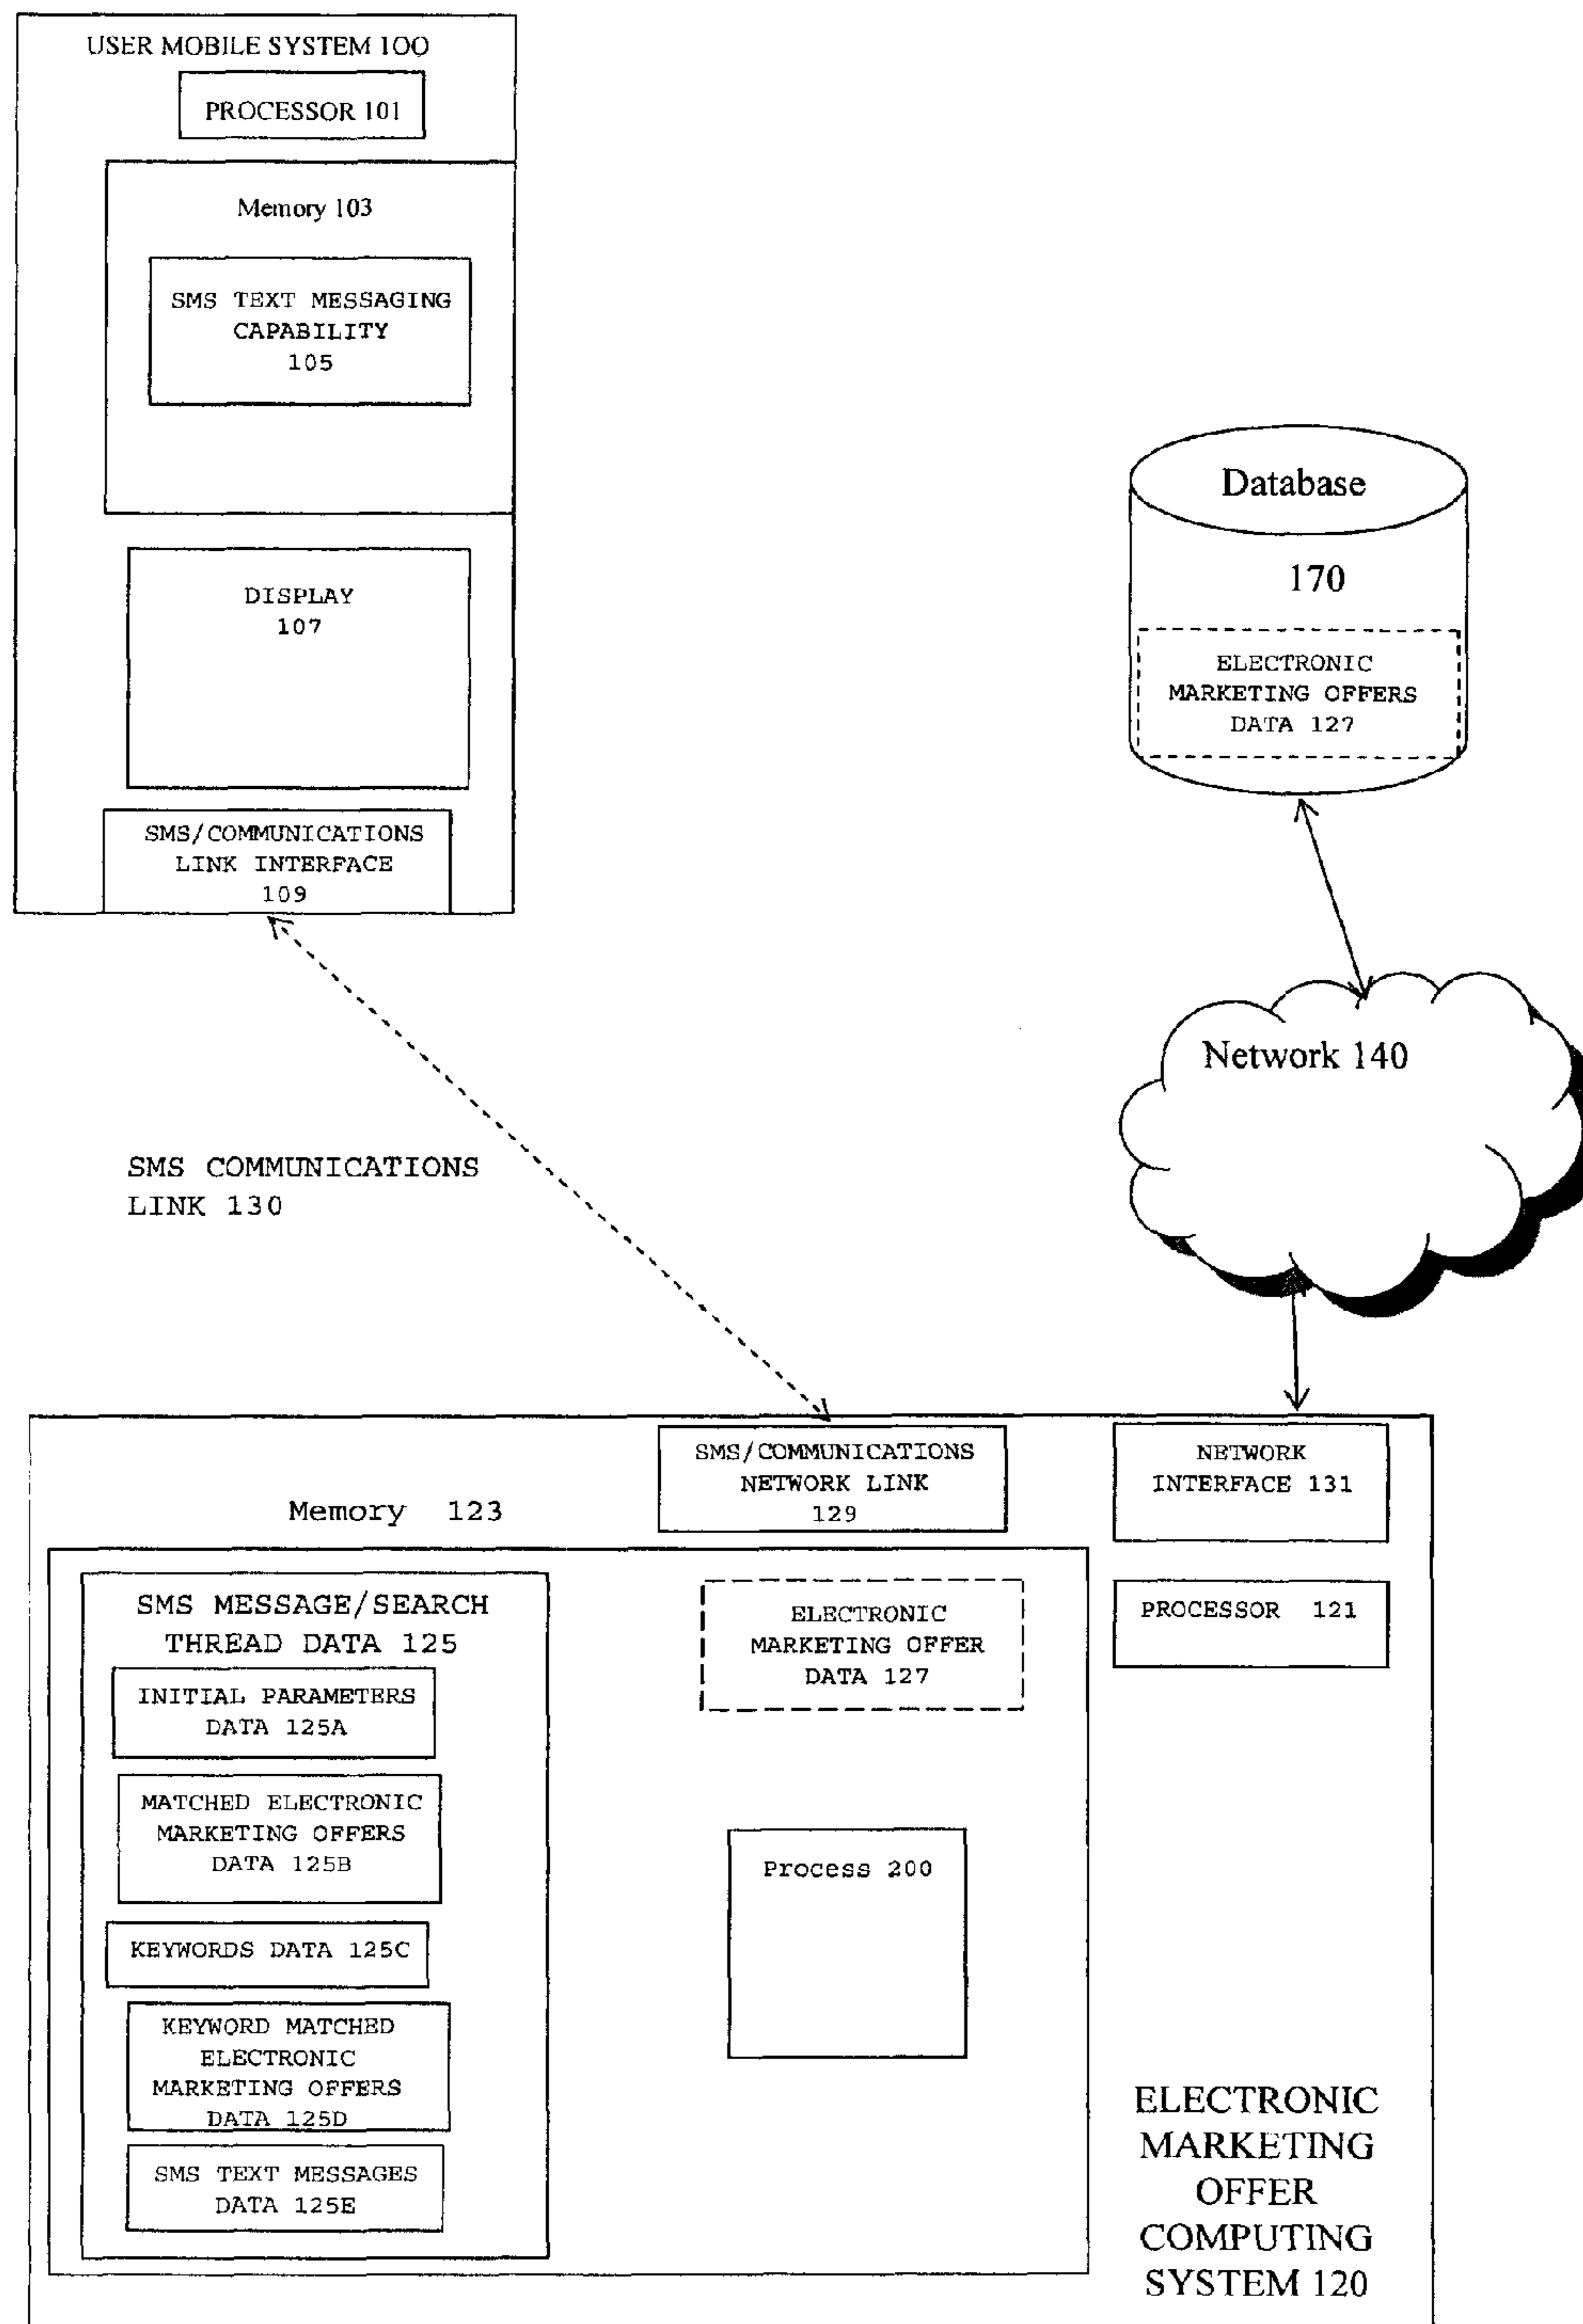 USER MOBILE SYSTEM 100
PROCESSOR 101
Memory 103
SMS TEXT MESSAGING
CAPABILITY
105
DISPLAY
107
SMS/COMMUNICATIONS
LINK INTERFACE
109
Database
170
ELECTRONIC
MARKETING OFFERS
DATA 127
Network 140
SMS COMMUNICATIONS
LINK 130
SMS/COMMUNICATIONS
NETWORK LINK
129
NETWORK
INTERFACE 131
Memory 123
PROCESSOR 121
SMS MESSAGE/SEARCH
THREAD DATA 125
INITIAL PARAMETERS
DATA 125A
MATCHED ELECTRONIC
MARKETING OFFERS
DATA 125B
KEYWORDS DATA 125C
KEYWORD MATCHED
ELECTRONIC
MARKETING OFFERS
DATA 125D
SMS TEXT MESSAGES
DATA 125E
ELECTRONIC
MARKETING OFFER
DATA 127
Process 200
ELECTRONIC
MARKETING
OFFER
COMPUTING
SYSTEM 120